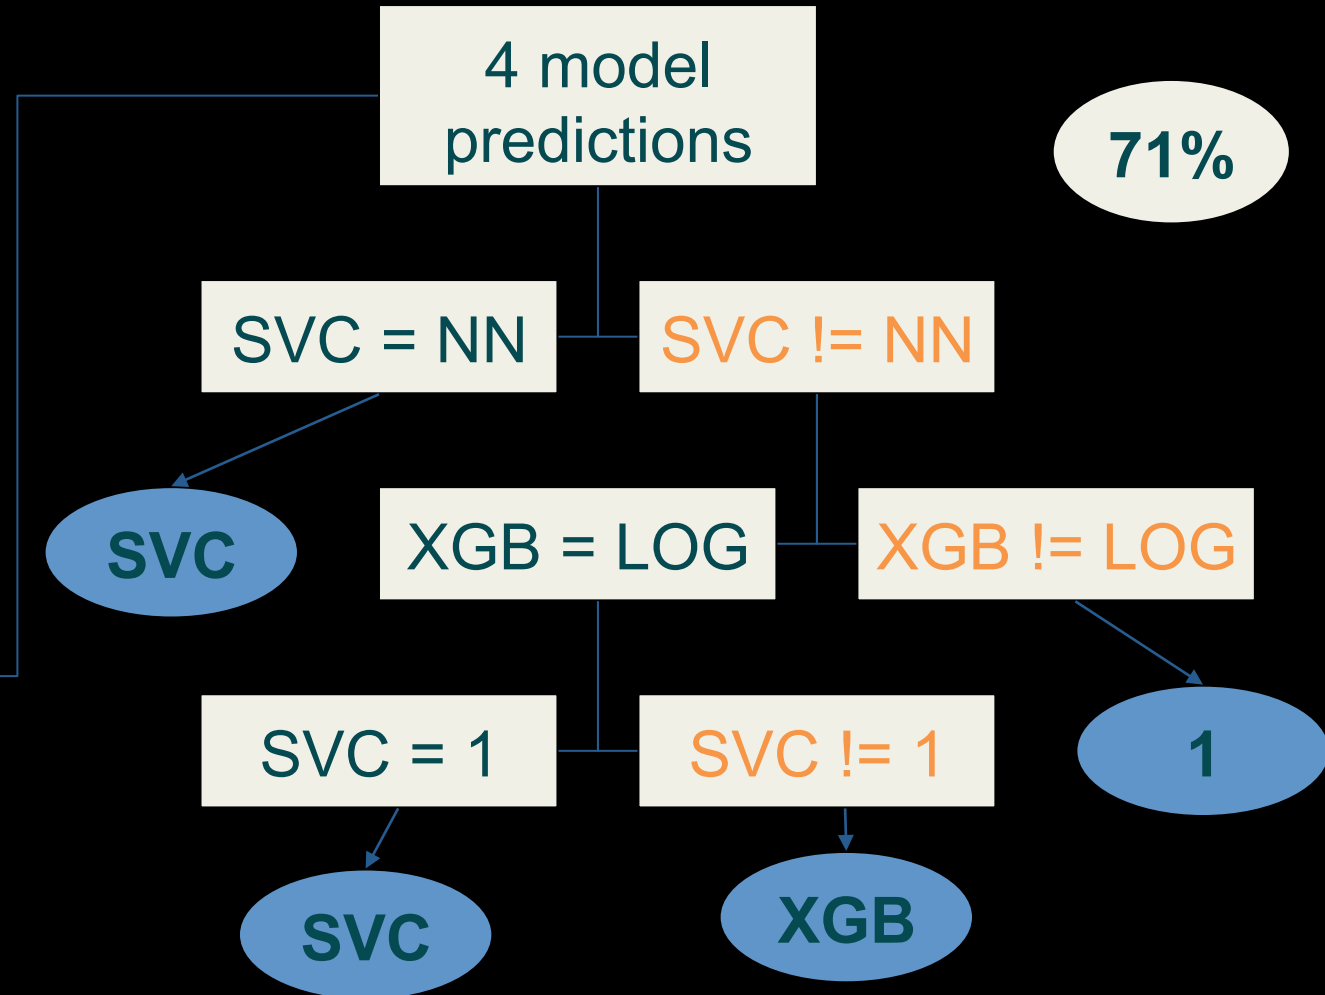 4 model
predictions
71%
SVC = NN
SVC != NN
SVC
XGB = LOG
XGB != LOG
SVC = 1
SVC != 1
1
SVC
XGB